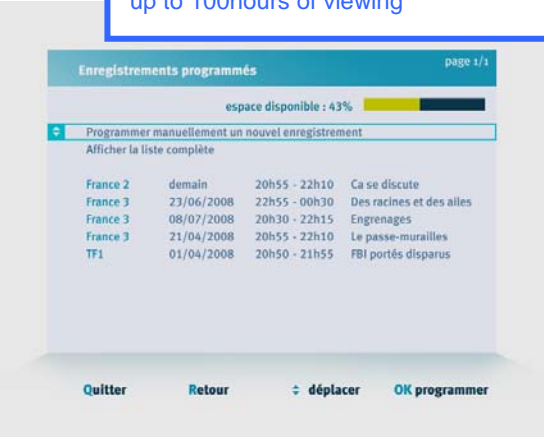 up to 100hours of viewing
Enregistrements programmés
page 1/1
espace disponible : 43%
Programmer manuellement un nouvel enregistrement
Afficher la liste complète
France 2 demain 20h55 - 22h10 Ca se discute
France 3 23/06/2008 22h55 - 00h30 Des racines et des ailes
France 3 08/07/2008 20h30 - 22h15 Engrenages
France 3 21/04/2008 20h55 - 22h10 Le passe-murailles
TF1 01/04/2008 20h50 - 21h55 FBI portés disparus
Quitter Retour déplacer OK programmer